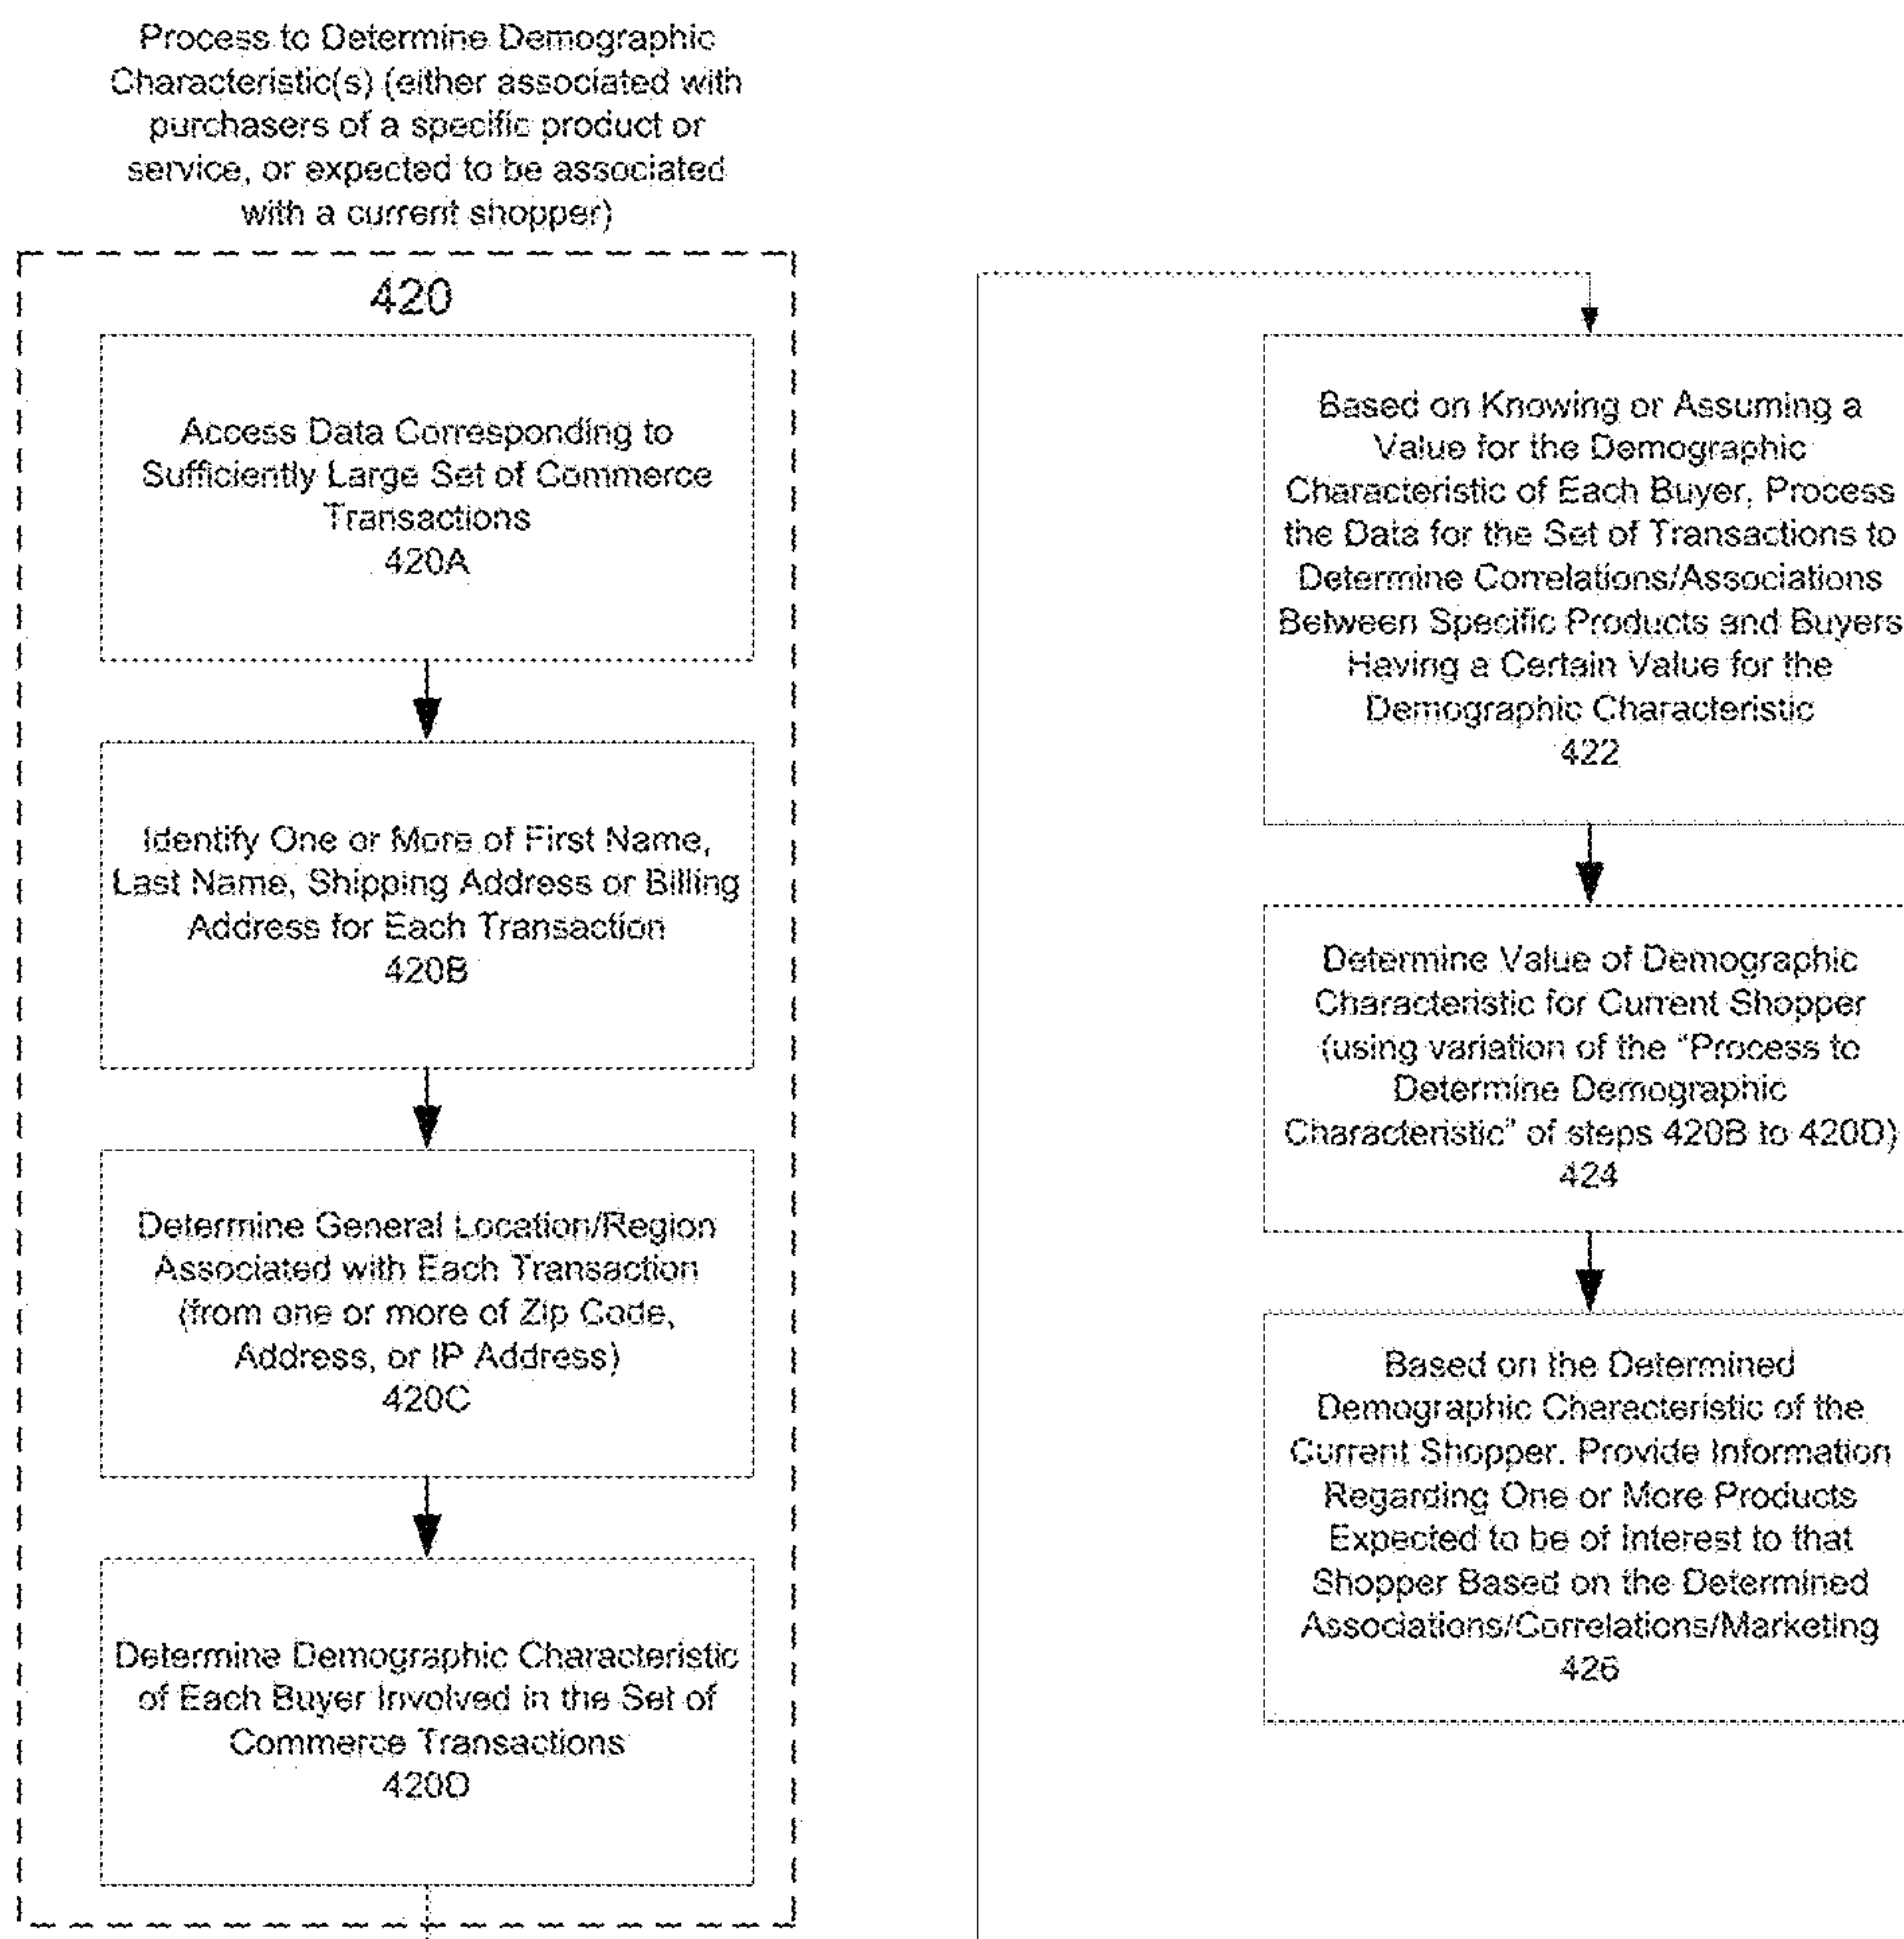 Process to Determine Demographic
Characteristic(s) (either associated with
purchasers of a specific product or
service, or expected to be associated
with a current shopper)
420
Access Data Corresponding to
Sufficiently Large Set of Commerce
Transactions
420A
Identify One or More of First Name,
Last Name, Shipping Address or Billing
Address for Each Transaction
420B
Determine General Location/Region
Associated with Each Transaction
(from one or more of Zip Code,
Address, or IP Address)
420C
Determine Demographic Characteristic
of Each Buyer Involved in the Set of
Commerce Transactions
420D
Based on Knowing or Assuming a
Value for the Demographic
Characteristic of Each Buyer, Process
the Data for the Set of Transactions to
Determine Correlations/Associations
Between Specific Products and Buyers
Having a Certain Value for the
Demographic Characteristic
422
Determine Value of Demographic
Characteristic for Current Shopper
(using variation of the "Process to
Determine Demographic
Characteristic" of steps 420B to 420D)
424
Based on the Determined
Demographic Characteristic of the
Current Shopper. Provide Information
Regarding One or More Products
Expected to be of Interest to that
Shopper Based on the Determined
Associations/Correlations/Marketing
426